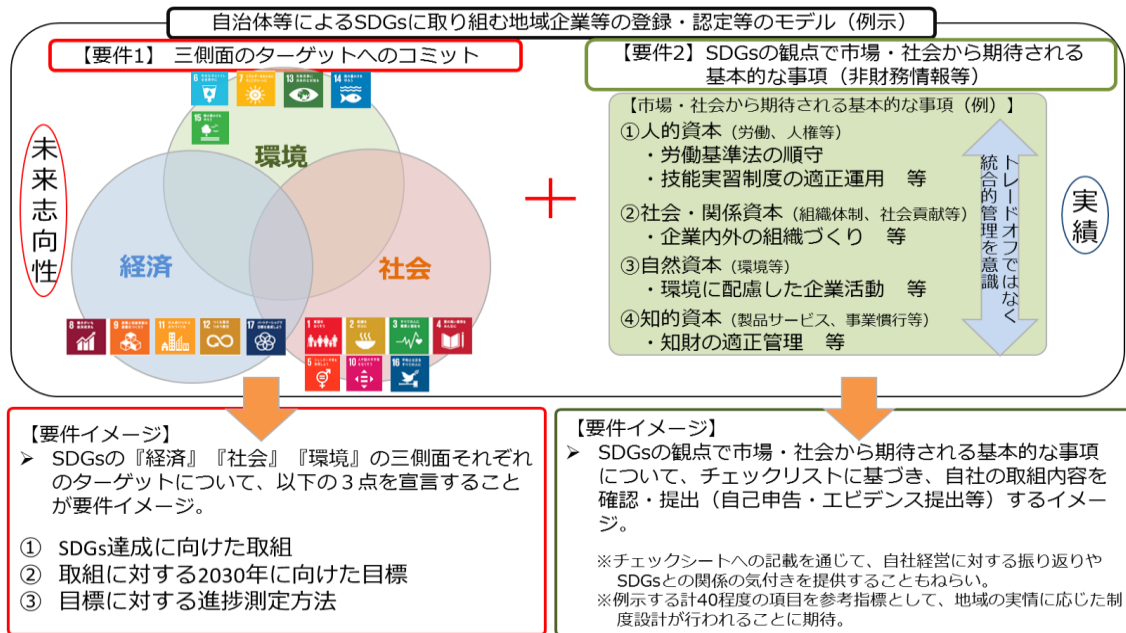 自治体等によるSDGsに取り組む地域企業等の登録・認定等のモデル（例示）
【要件1】 三側面のターゲットへのコミット
未来志向性
6
7
13
14
15
環境
経済
社会
8
9
11
12
17
1
2
3
4
5
10
16
【要件2】SDGsの観点で市場・社会から期待される
基本的な事項（非財務情報等）
【市場・社会から期待される基本的な事項（例）】
①人的資本（労働、人権等）
・労働基準法の順守
・技能実習制度の適正運用　等
②社会・関係資本（組織体制、社会貢献等）
・企業内外の組織づくり　等
③自然資本（環境等）
・環境に配慮した企業活動　等
④知的資本（製品サービス、事業慣行等）
・知財の適正管理　等
トレードオフではなく
統合的管理を意識
実績
【要件イメージ】
➢ SDGsの『経済』『社会』『環境』の三側面それぞれ
のターゲットについて、以下の３点を宣言すること
が要件イメージ。
① SDGs達成に向けた取組
② 取組に対する2030年に向けた目標
③ 目標に対する進捗測定方法
【要件イメージ】
➢ SDGsの観点で市場・社会から期待される基本的な事項
について、チェックリストに基づき、自社の取組内容を
確認・提出（自己申告・エビデンス提出等）するイメー
ジ。
※チェックシートへの記載を通じて、自社経営に対する振り返りや
SDGsとの関係の気付きを提供することもねらい。
※例示する計40程度の項目を参考指標として、地域の実情に応じた制
度設計が行われることに期待。